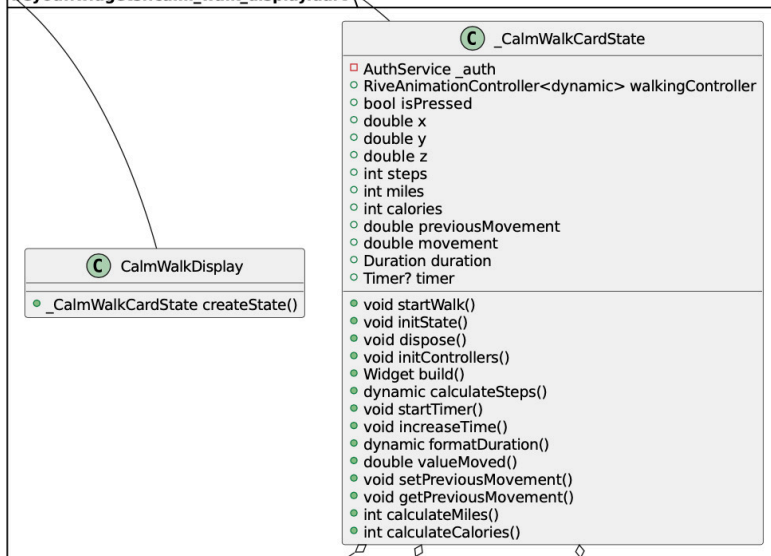 C _CalmWalkCardState
AuthService _auth
RiveAnimationController<dynamic> walkingController
bool isPressed
double x
double y
double z
int steps
int miles
int calories
double previousMovement
double movement
Duration duration
Timer? timer
C CalmWalkDisplay
_CalmWalkCardState createState()
void startWalk()
void initState()
void dispose()
void initControllers()
Widget build()
dynamic calculateSteps()
void startTimer()
void increaseTime()
dynamic formatDuration()
double valueMoved()
void setPreviousMovement()
void getPreviousMovement()
int calculateMiles()
int calculateCalories()